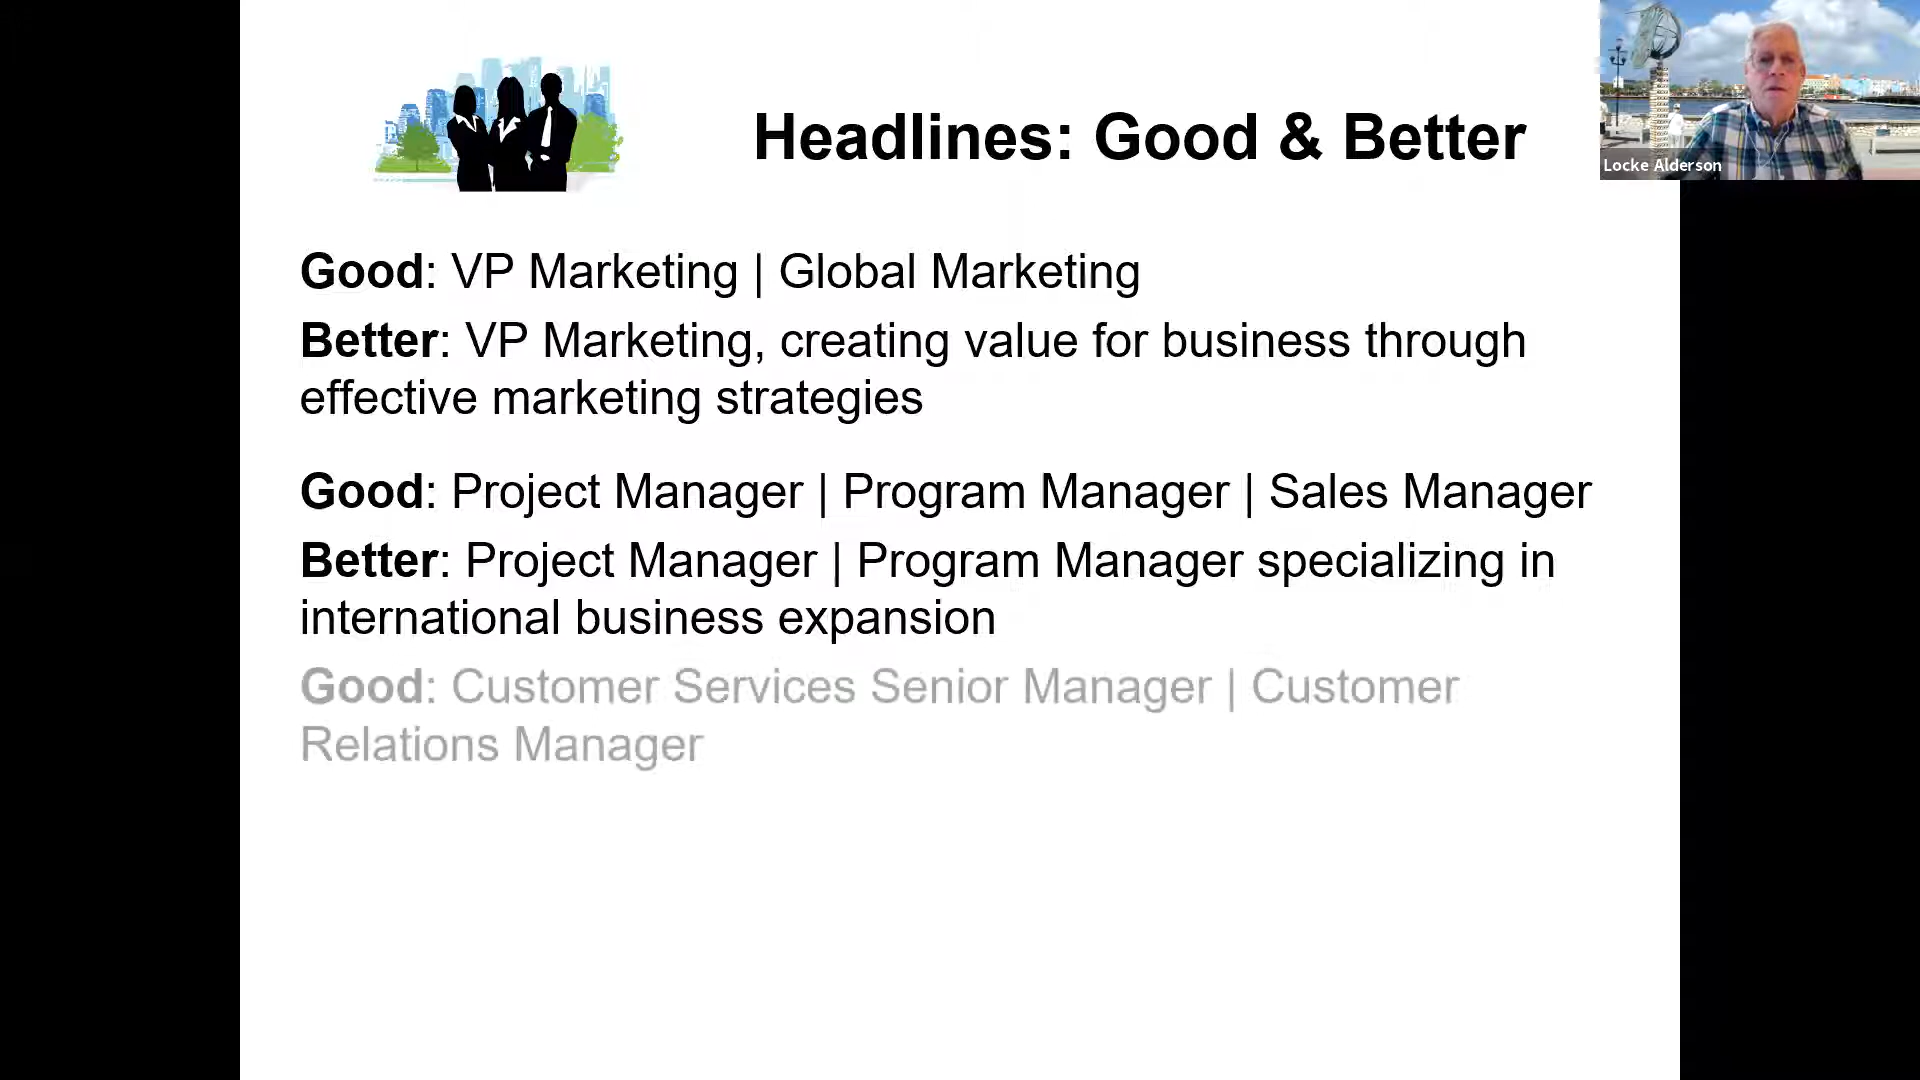 Headlines: Good & Better
Locke Alderson
Good: VP Marketing | Global Marketing
Better: VP Marketing, creating value for business through
effective marketing strategies
Good: Project Manager | Program Manager | Sales Manager
Better: Project Manager | Program Manager specializing in
international business expansion
Good: Customer Services Senior Manager | Customer
Relations Manager